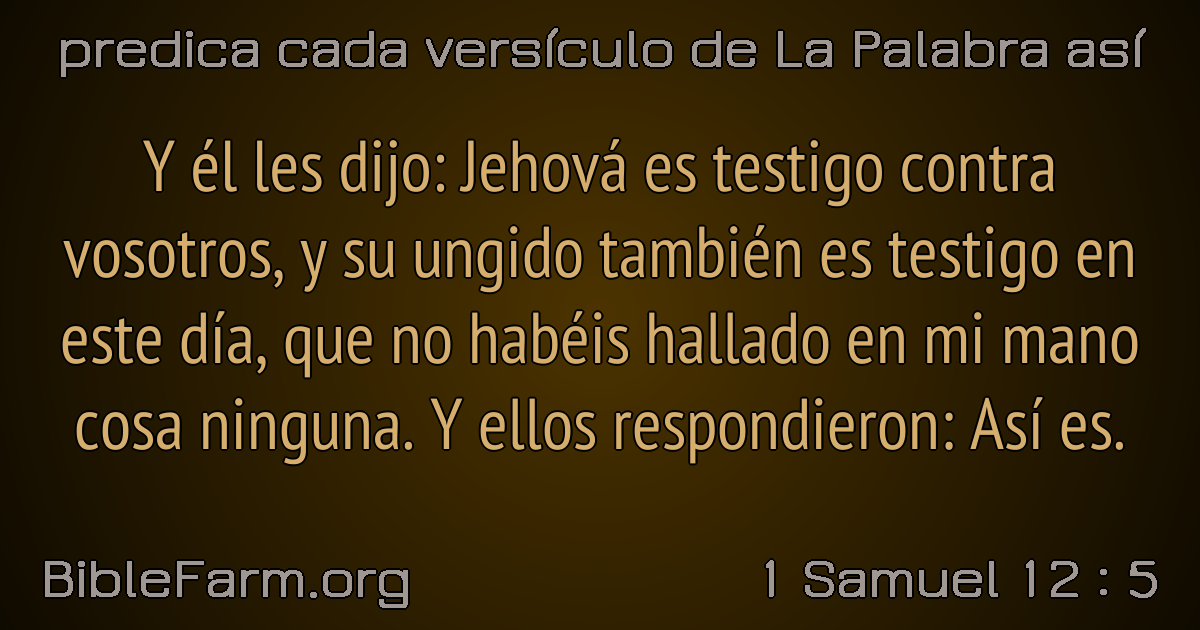 predica cada versículo de La Palabra así
Y él les dijo: Jehová es testigo contra
vosotros, y su ungido también es testigo en
este día, que no habéis hallado en mi mano
cosa ninguna. Y ellos respondieron: Así es.
BibleFarm.org
1 Samuel 12 : 5